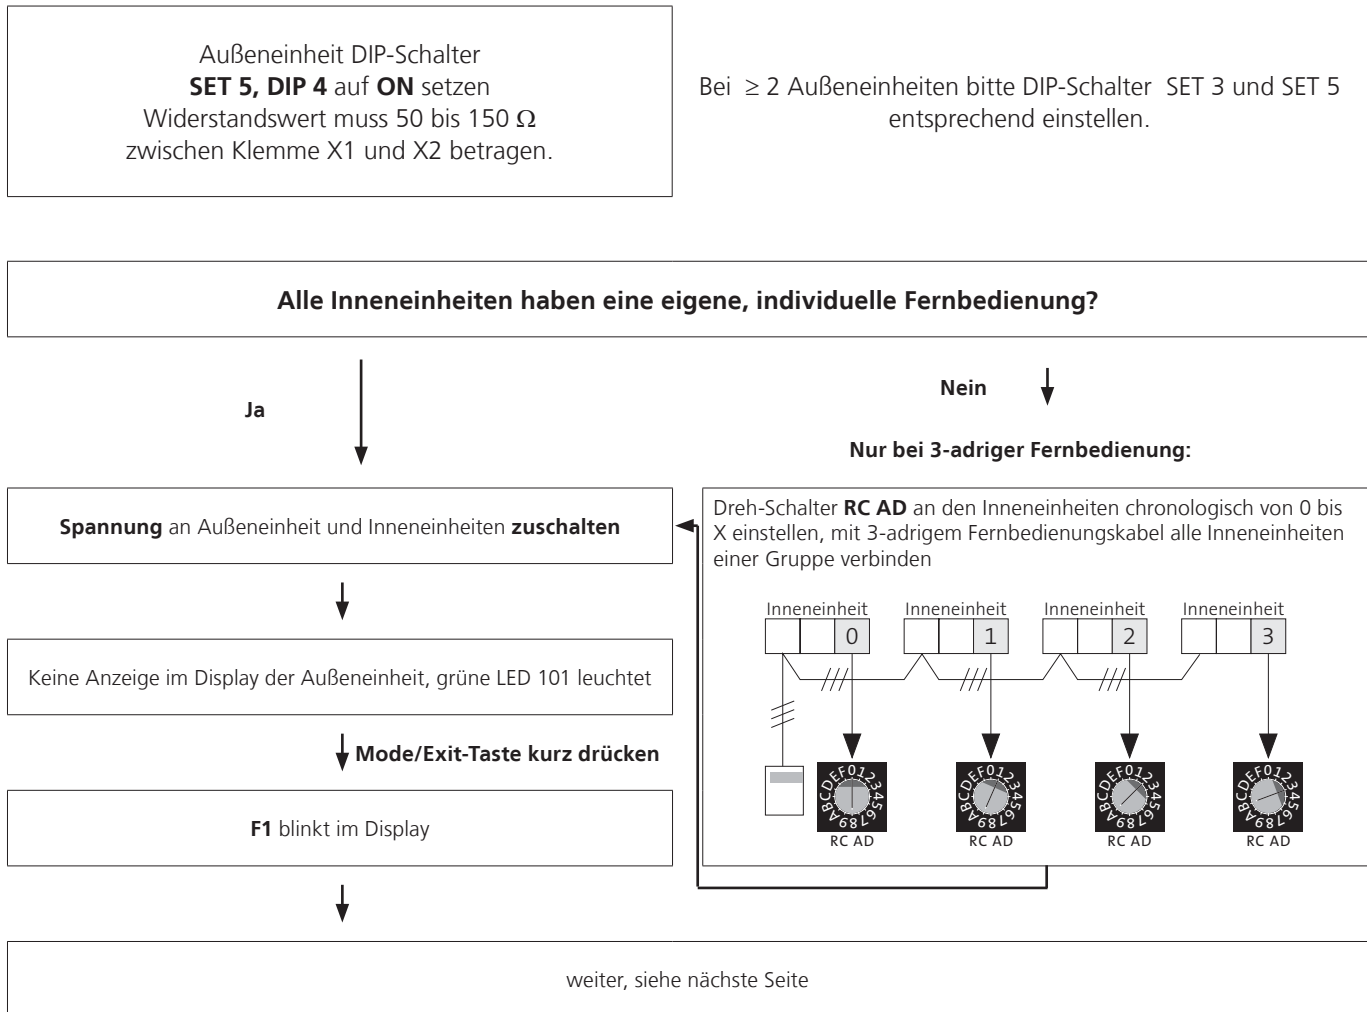 Außeneinheit DIP-Schalter
SET 5, DIP 4 auf ON setzen
Widerstandswert muss 50 bis 150 Ω
zwischen Klemme X1 und X2 betragen.
Bei ≥ 2 Außeneinheiten bitte DIP-Schalter SET 3 und SET 5
entsprechend einstellen.
Alle Inneneinheiten haben eine eigene, individuelle Fernbedienung?
Ja
Nein
Nur bei 3-adriger Fernbedienung:
Spannung an Außeneinheit und Inneneinheiten zuschalten
Dreh-Schalter RC AD an den Inneneinheiten chronologisch von 0 bis
X einstellen, mit 3-adrigem Fernbedienungskabel alle Inneneinheiten
einer Gruppe verbinden
Inneneinheit Inneneinheit Inneneinheit Inneneinheit
0 1 2 3
0123456789ABCDEF 0123456789ABCDEF 0123456789ABCDEF 0123456789ABCDEF
RC AD RC AD RC AD RC AD
Keine Anzeige im Display der Außeneinheit, grüne LED 101 leuchtet
Mode/Exit-Taste kurz drücken
F1 blinkt im Display
weiter, siehe nächste Seite